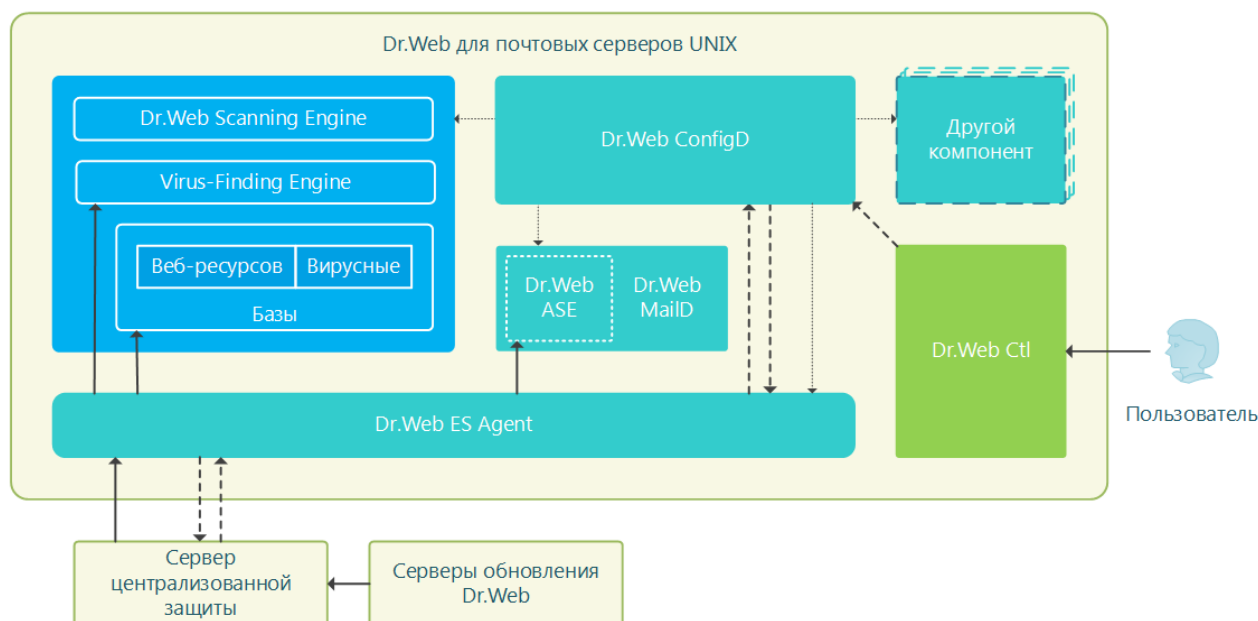 Dr.Web для почтовых серверов UNIX
Dr.Web Scanning Engine
Virus-Finding Engine
Веб-ресурсов
Вирусные
Базы
Dr.Web ConfigD
Другой
компонент
Dr.Web
ASE
Dr.Web
MailD
Dr.Web Ctl
Пользователь
Dr.Web ES Agent
Сервер
централизованной
защиты
Серверы обновления
Dr.Web